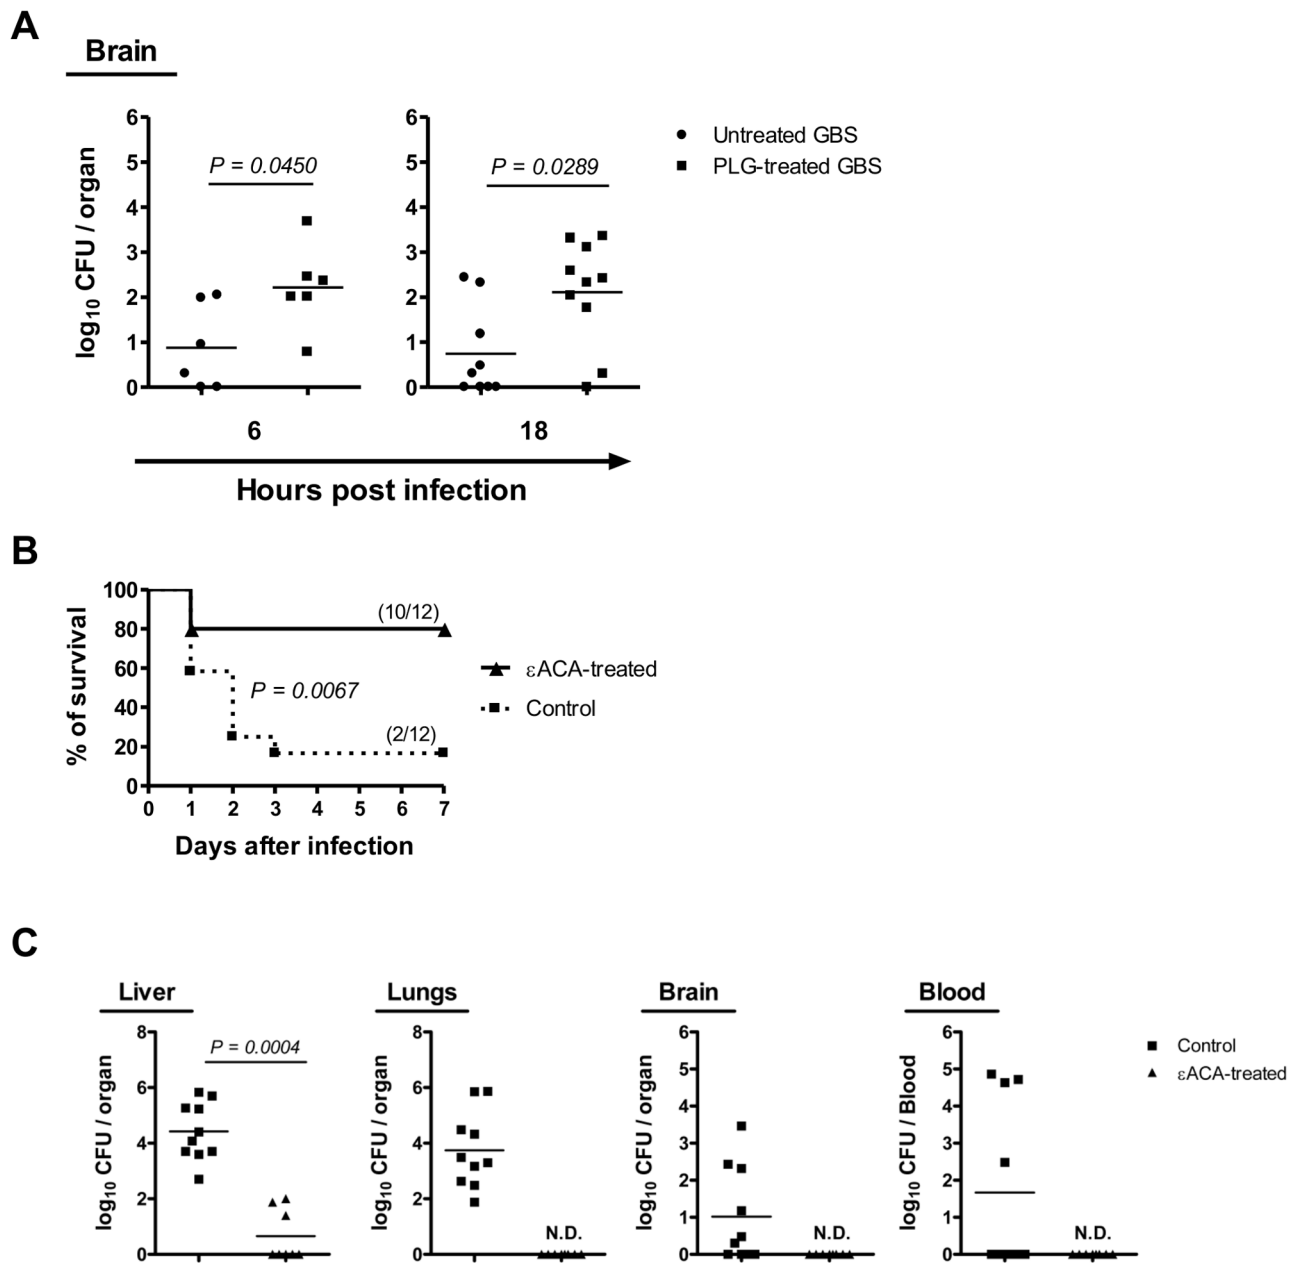 A
Brain
log10 CFU / organ
6
5
4
3
2
1
0
P = 0.0450
6
5
4
3
2
1
0
P = 0.0289
Untreated GBS
PLG-treated GBS
6
18
Hours post infection
B
% of survival
100
80
60
40
20
0
(10/12)
P = 0.0067
(2/12)
0 1 2 3 4 5 6 7
Days after infection
εACA-treated
Control
C
Liver
log10 CFU / organ
8
6
4
2
0
P = 0.0004
Lungs
log10 CFU / organ
8
6
4
2
0
N.D.
Brain
log10 CFU / organ
6
5
4
3
2
1
0
N.D.
Blood
log10 CFU / Blood
6
5
4
3
2
1
0
N.D.
Control
εACA-treated